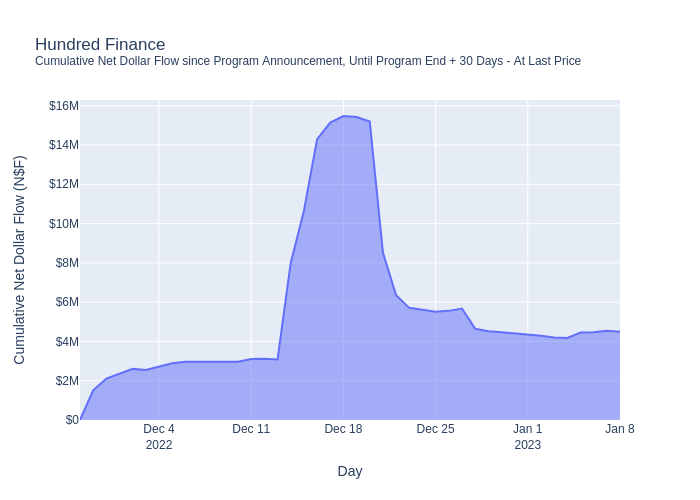 Hundred Finance
Cumulative Net Dollar Flow since Program Announcement, Until Program End + 30 Days - At Last Price
Cumulative Net Dollar Flow (N$F)
$16M
$14M
$12M
$10M
$8M
$6M
$4M
$2M
$0
Dec 4
2022
Dec 11
Dec 18
Dec 25
Jan 1
2023
Jan 8
Day